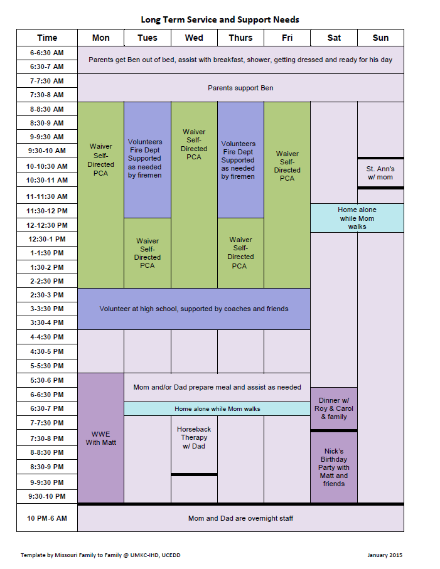 Long Term Service and Support Needs
Time Mon Tues Wed Thurs Fri Sat Sun
6-6:30 AM
6:30-7 AM
Parents get Ben out of bed, assist with breakfast, shower, getting dressed and ready for his day
7-7:30 AM
7:30-8 AM
Parents support Ben
8-8:30 AM
8:30-9 AM
9-9:30 AM
9:30-10 AM
10-10:30 AM
10:30-11 AM
11-11:30 AM
11:30-12 PM
12-12:30 PM
12:30-1 PM
1-1:30 PM
1:30-2 PM
2-2:30 PM
Waiver
Self-
Directed
PCA
Volunteers
Fire Dept
Supported
as needed
by firemen
Waiver
Self-
Directed
PCA
Waiver
Self-
Directed
PCA
Volunteers
Fire Dept
Supported
as needed
by firemen
Waiver
Self-
Directed
PCA
Waiver
Self-
Directed
PCA
St. Ann's
w/ mom
Home alone
while Mom
walks
2:30-3 PM
3-3:30 PM
3:30-4 PM
Volunteer at high school, supported by coaches and friends
4-4:30 PM
4:30-5 PM
5-5:30 PM
5:30-6 PM
6-6:30 PM
6:30-7 PM
7-7:30 PM
7:30-8 PM
8-8:30 PM
8:30-9 PM
9-9:30 PM
9:30-10 PM
WWE
With Matt
Mom and/or Dad prepare meal and assist as needed
Home alone while Mom walks
Horseback
Therapy
w/ Dad
Dinner w/
Roy & Carol
& family
Nick's
Birthday
Party with
Matt and
friends
10 PM-6 AM
Mom and Dad are overnight staff
Template by Missouri Family to Family @ UMKC-IHD, UCEDD
January 2015